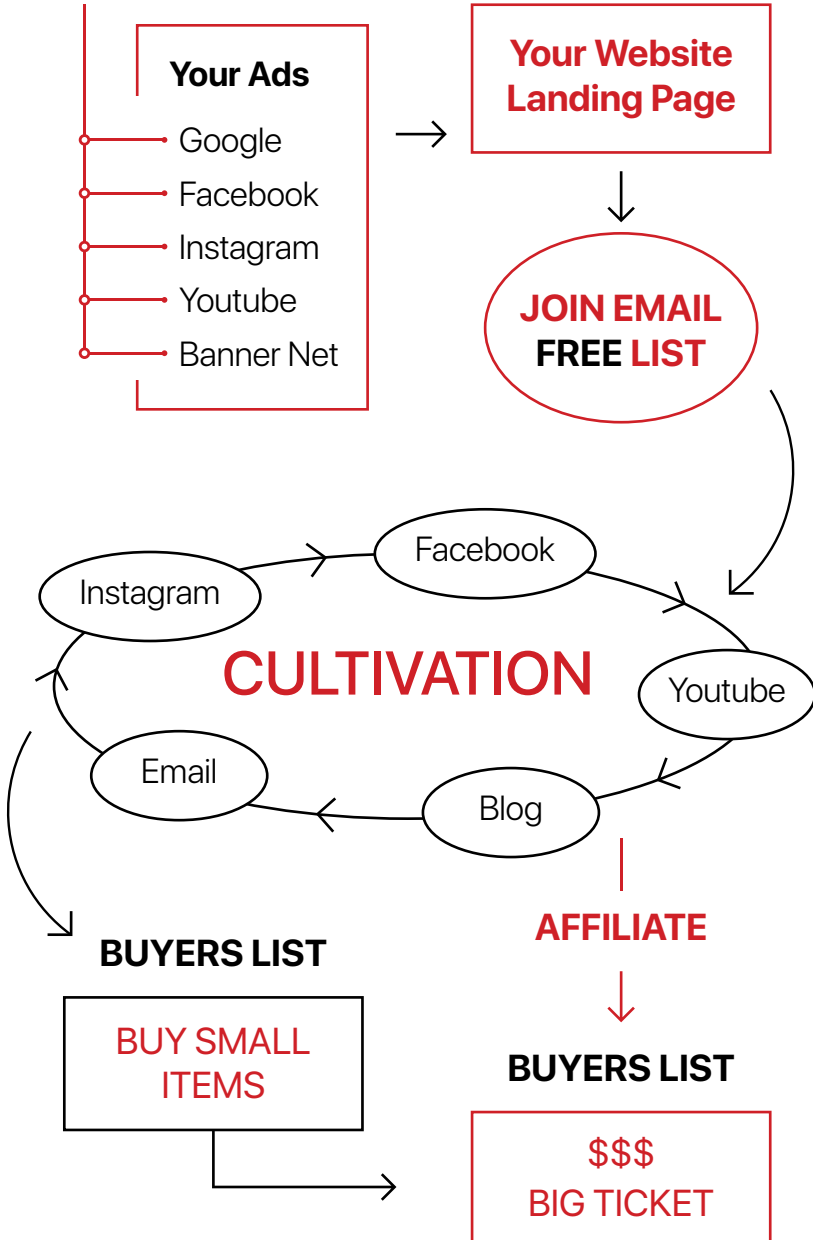 Your Ads
Google
Facebook
Instagram
Youtube
Banner Net
Your Website
Landing Page
JOIN EMAIL
FREE LIST
Facebook
Instagram
CULTIVATION
Youtube
Email
Blog
AFFILIATE
BUYERS LIST
BUY SMALL
ITEMS
BUYERS LIST
$$$
BIG TICKET